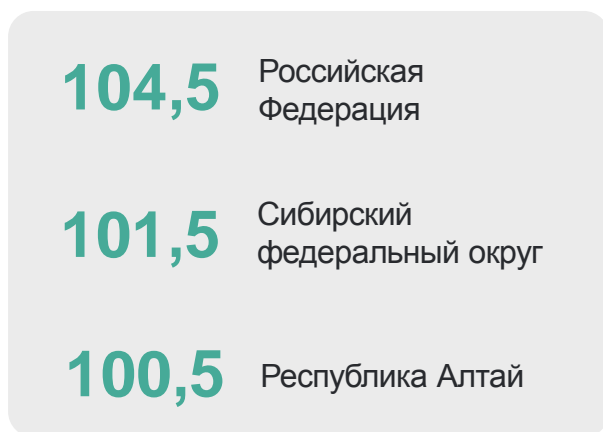 104,5 Российская
Федерация
101,5 Сибирский
федеральный округ
100,5 Республика Алтай